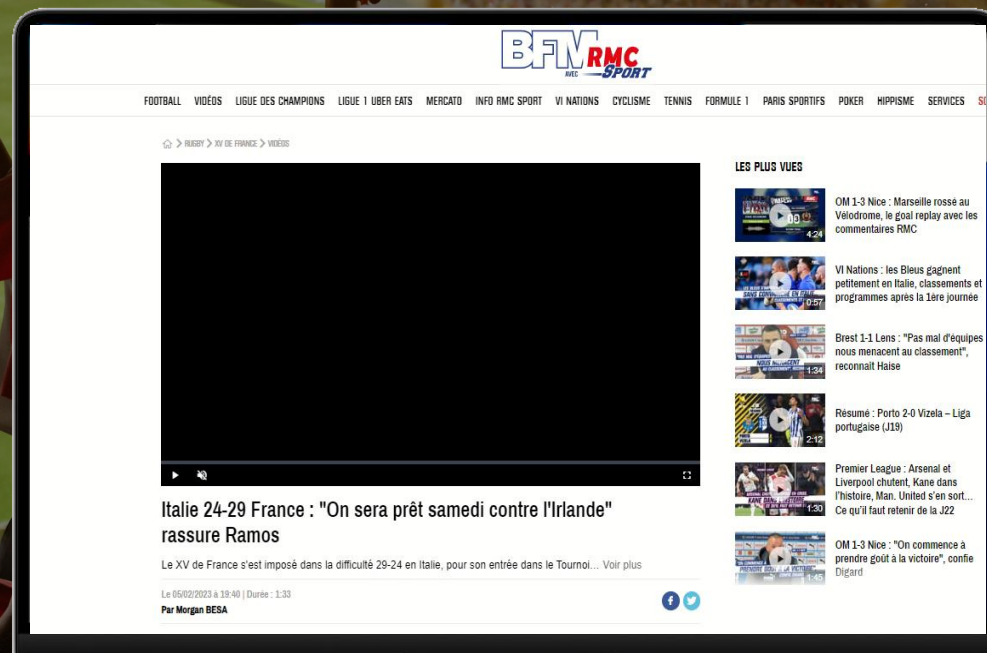 BFM RMC
AVEC SPORT
FOOTBALL VIDÉOS LIGUE DES CHAMPIONS LIGUE 1 UBER EATS MERCATO INFO RMC SPORT VI NATIONS CYCLISME TENNIS FORMULE 1 PARIS SPORTIFS POKER HIPPISME SERVICES
RUGBY > XV DE FRANCE > VIDÉOS
LES PLUS VUES
4:24
OM 1-3 Nice : Marseille rossé au
Vélodrome, le goal replay avec les
commentaires RMC
0:57
VI Nations : les Bleus gagnent
petitement en Italie, classements et
programmes après la 1ère journée
NOUS MENACENT
1:34
Brest 1-1 Lens : "Pas mal d'équipes
nous menacent au classement",
reconnait Haise
2:12
Résumé : Porto 2-0 Vizela – Liga
portugaise (J19)
1:30
Premier League : Arsenal et
Liverpool chutent, Kane dans
l'histoire, Man. United s'en sort...
Ce qu'il faut retenir de la J22
1:45
OM 1-3 Nice : "On commence à
prendre goût à la victoire", confie
Digard
Italie 24-29 France : "On sera prêt samedi contre l'Irlande"
rassure Ramos
Le XV de France s'est imposé dans la difficulté 29-24 en Italie, pour son entrée dans le Tournoi... Voir plus
Le 05/02/2023 à 19:40 | Durée : 1:33
Par Morgan BESA